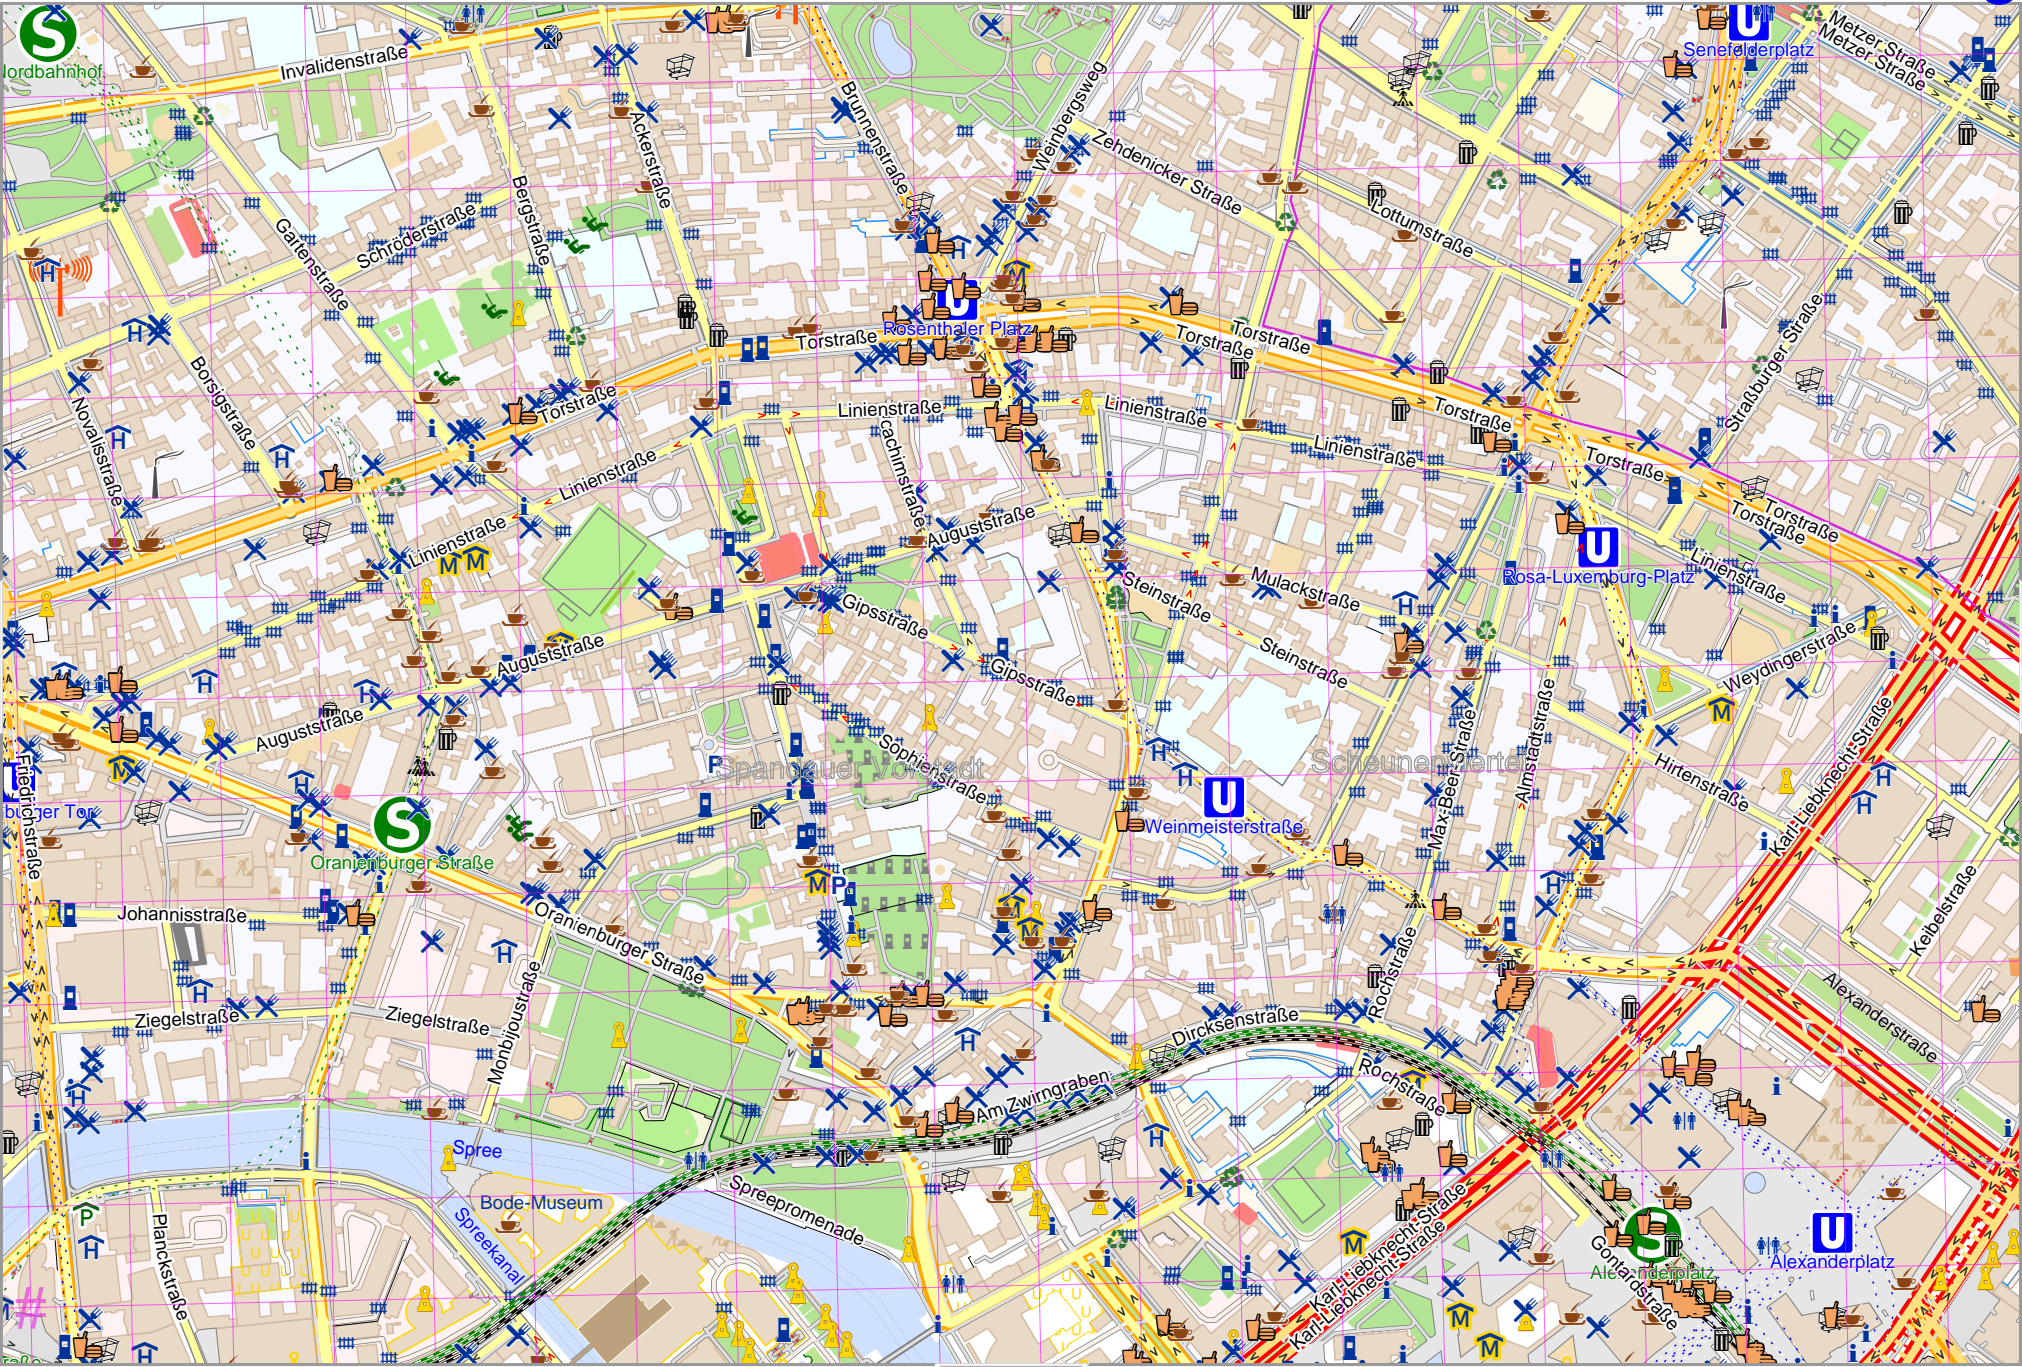 S
Nordbahnhof
Invalidenstraße
U
Senefelderplatz
Metzer Straße
Metzer Straße
Brunnenstraße
Weinbergsweg
Ackerstraße
Bergstraße
Zehdenicker Straße
Lottumstraße
Schröderstraße
Gartenstraße
U
Rosenthaler Platz
Torstraße
Torstraße
Torstraße
Straßburger Straße
Borsigstraße
Novalisstraße
Torstraße
Linienstraße
Linienstraße
Torstraße
Linienstraße
Torstraße
Linienstraße
Torstraße
Torstraße
Linienstraße
Auguststraße
U
Rosa-Luxemburg-Platz
Linienstraße
Gipsstraße
Steinstraße
Mulackstraße
Steinstraße
Weydingerstraße
Auguststraße
Gipsstraße
Auguststraße
Sophienstraße
Spandauer Vorstadt
Max-Beer-Straße
Almstadtstraße
Hirtenstraße
Karl-Liebknecht-Straße
U
Weinmeisterstraße
Friedrichstraße
S
Oranienburger Straße
Johannisstraße
Oranienburger Straße
Keibelstraße
Rochstraße
Alexanderstraße
Ziegelstraße
Ziegelstraße
Monbijoustraße
Dircksenstraße
Rochstraße
Am Zwirngraben
Spree
Bode-Museum
Spreekanal
Spreepromenade
Planckstraße
Karl-Liebknecht-Straße
Karl-Liebknecht-Straße
S
Alexanderplatz
Gontardstraße
U
Alexanderplatz